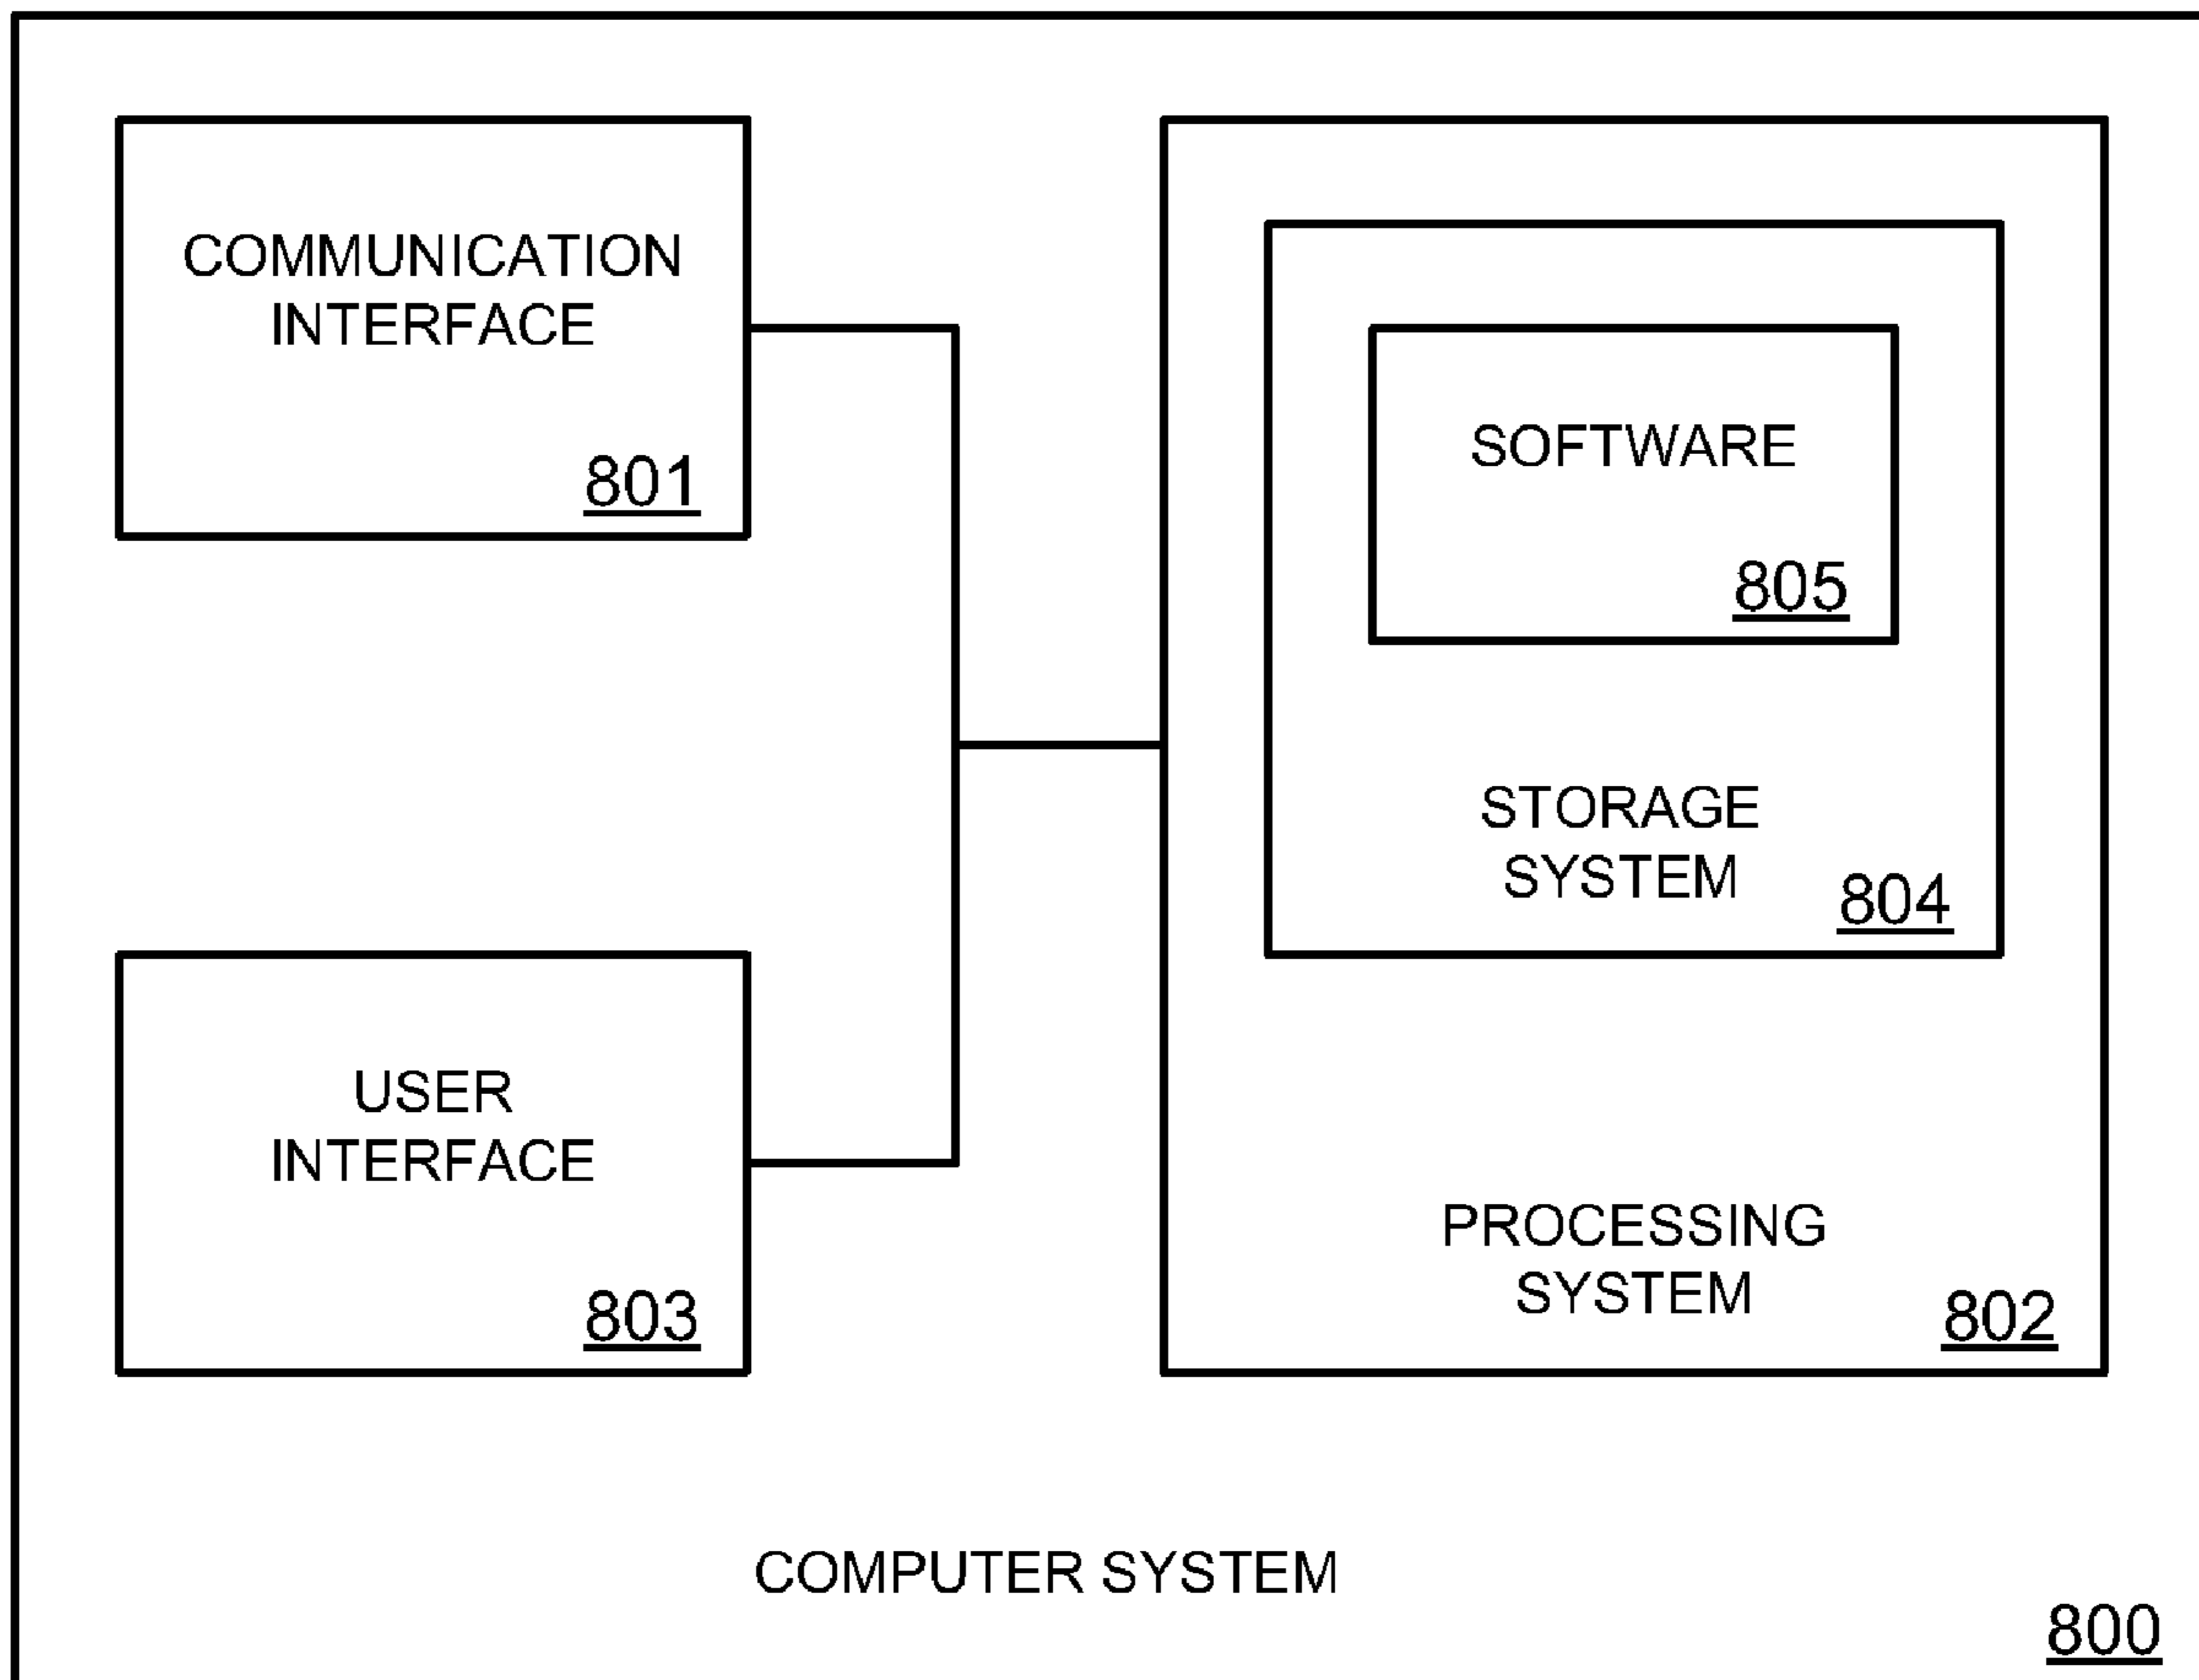 COMMUNICATION
INTERFACE
801
SOFTWARE
805
STORAGE
SYSTEM
804
USER
INTERFACE
803
PROCESSING
SYSTEM
802
COMPUTER SYSTEM
800